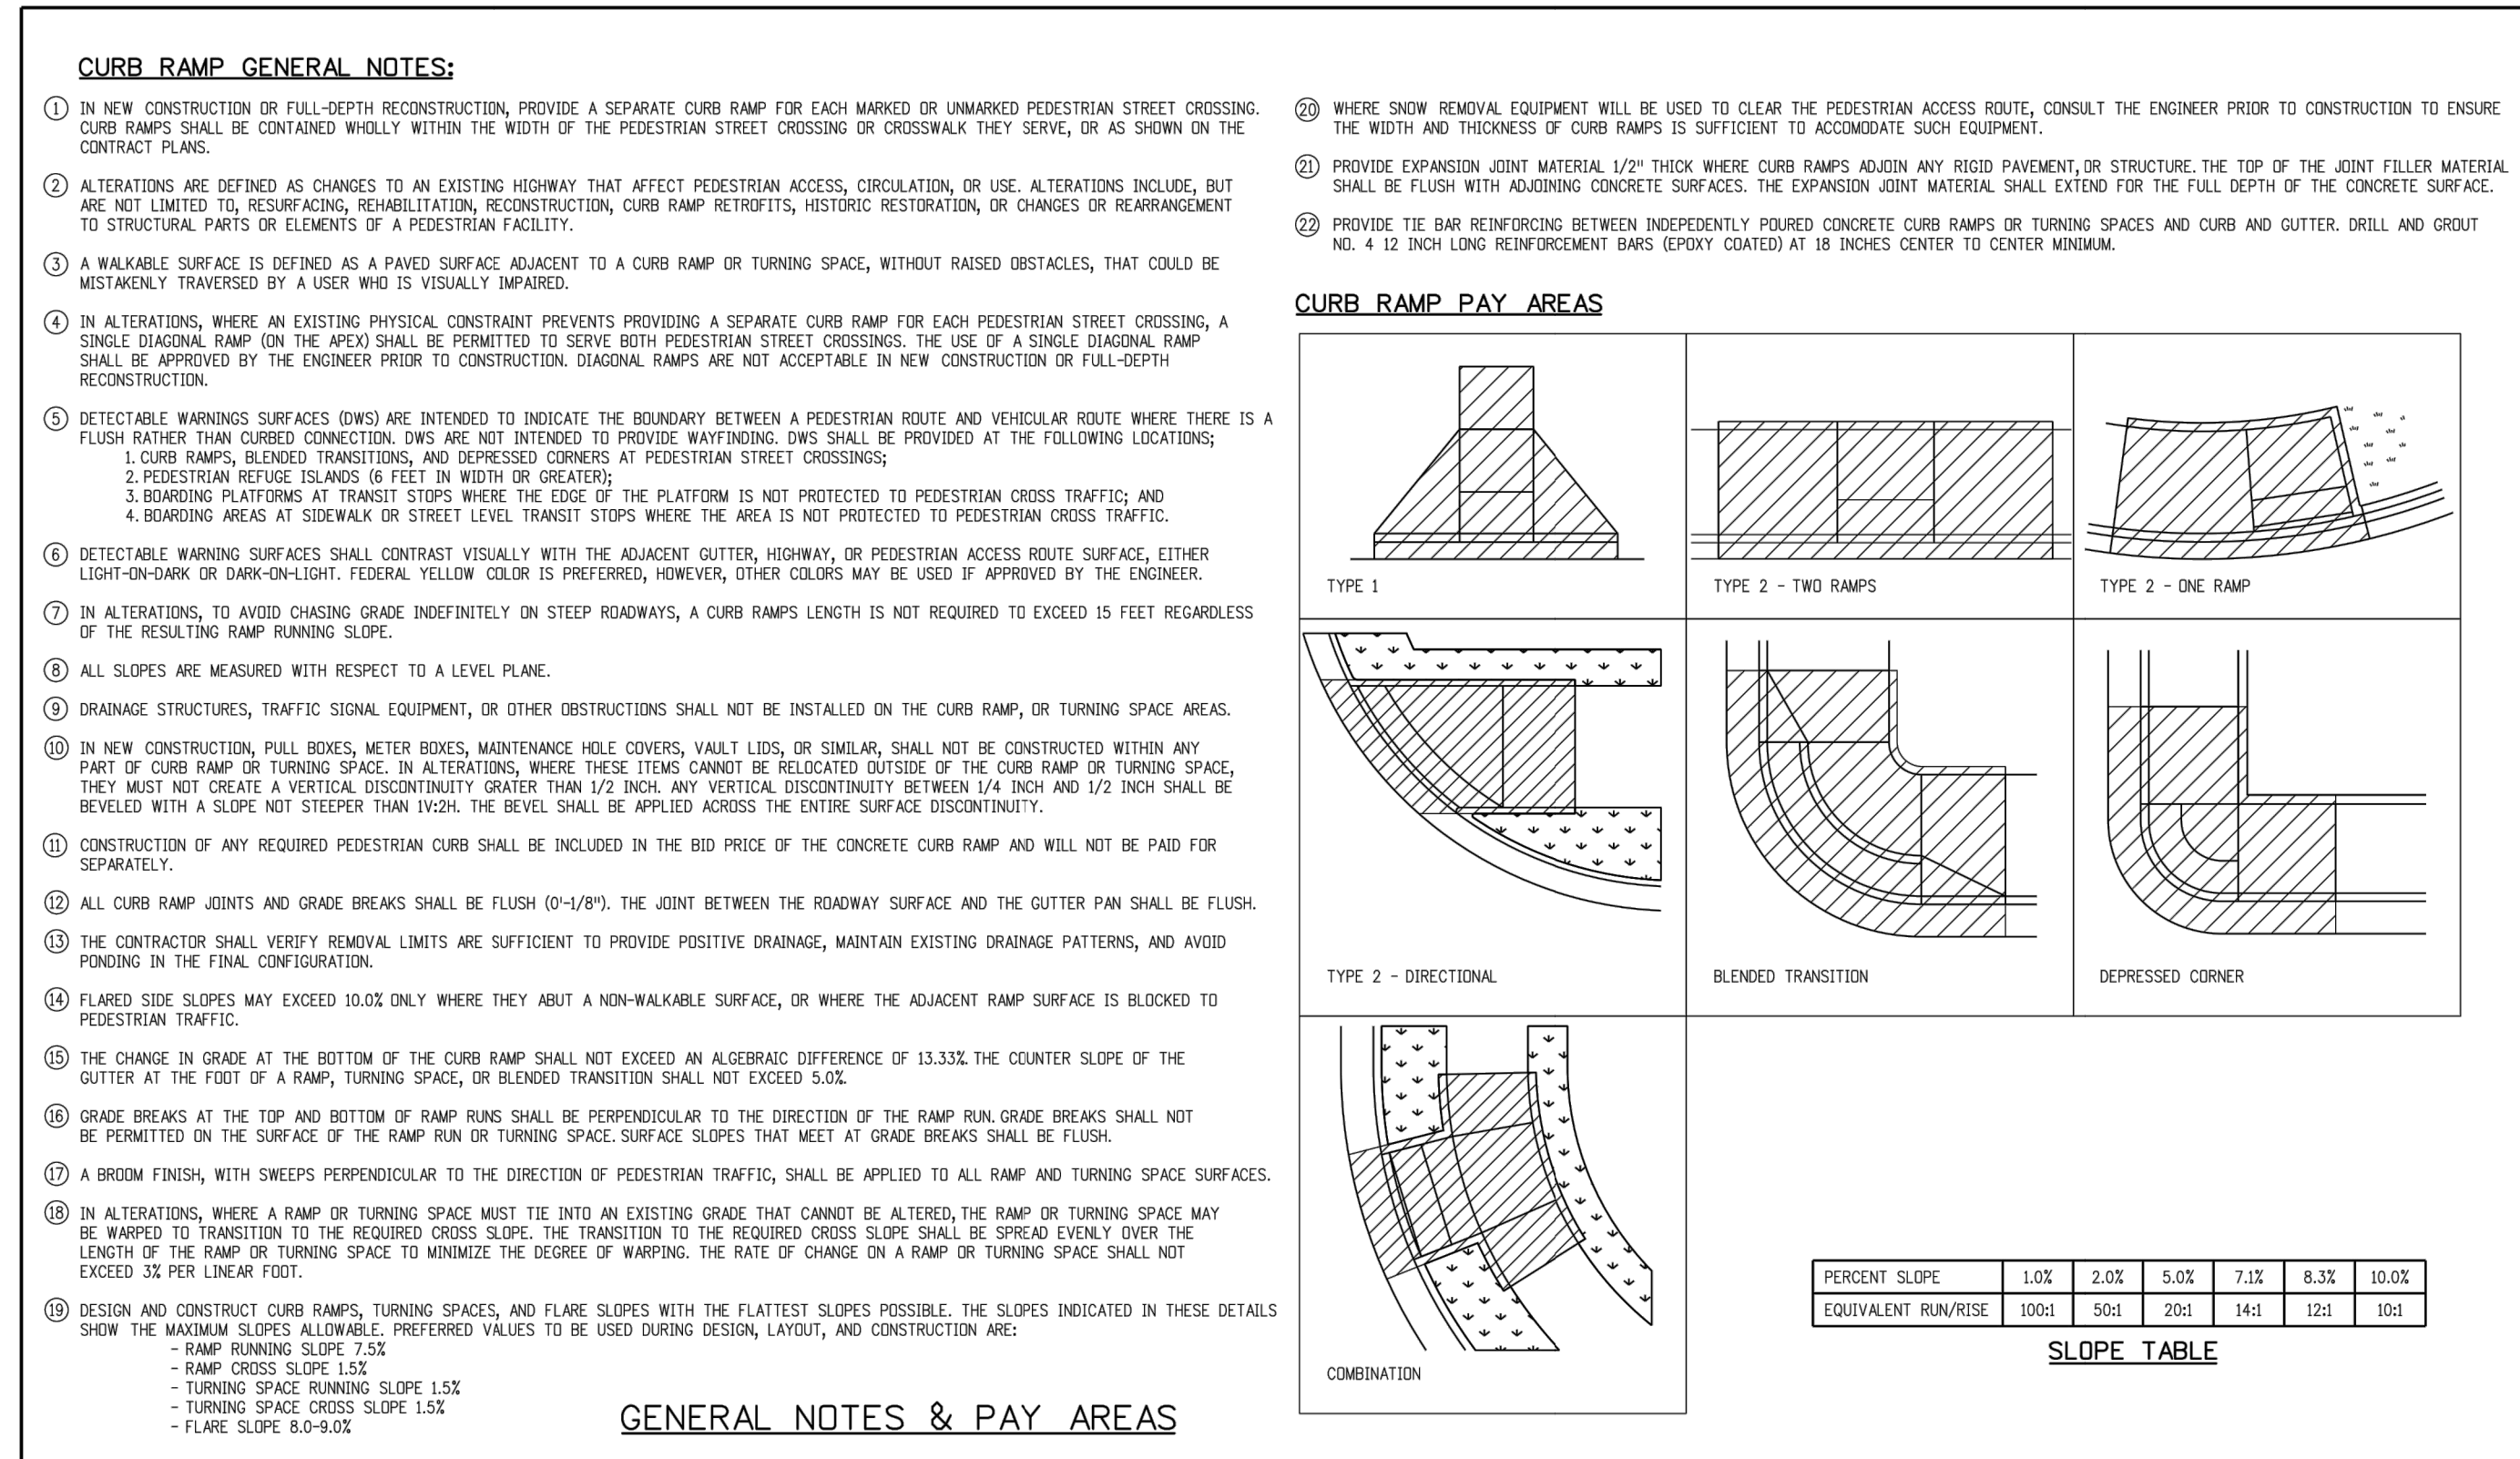 CURB RAMP GENERAL NOTES:
1 IN NEW CONSTRUCTION OR FULL-DEPTH RECONSTRUCTION, PROVIDE A SEPARATE CURB RAMP FOR EACH MARKED OR UNMARKED PEDESTRIAN STREET CROSSING.
CURB RAMPS SHALL BE CONTAINED WHOLLY WITHIN THE WIDTH OF THE PEDESTRIAN STREET CROSSING OR CROSSWALK THEY SERVE, OR AS SHOWN ON THE
CONTRACT PLANS.
2 ALTERATIONS ARE DEFINED AS CHANGES TO AN EXISTING HIGHWAY THAT AFFECT PEDESTRIAN ACCESS, CIRCULATION, OR USE. ALTERATIONS INCLUDE, BUT
ARE NOT LIMITED TO, RESURFACING, REHABILITATION, RECONSTRUCTION, CURB RAMP RETROFITS, HISTORIC RESTORATION, OR CHANGES OR REARRANGEMENT
TO STRUCTURAL PARTS OR ELEMENTS OF A PEDESTRIAN FACILITY.
3 A WALKABLE SURFACE IS DEFINED AS A PAVED SURFACE ADJACENT TO A CURB RAMP OR TURNING SPACE, WITHOUT RAISED OBSTACLES, THAT COULD BE
MISTAKENLY TRAVERSED BY A USER WHO IS VISUALLY IMPAIRED.
4 IN ALTERATIONS, WHERE AN EXISTING PHYSICAL CONSTRAINT PREVENTS PROVIDING A SEPARATE CURB RAMP FOR EACH PEDESTRIAN STREET CROSSING, A
SINGLE DIAGONAL RAMP (ON THE APEX) SHALL BE PERMITTED TO SERVE BOTH PEDESTRIAN STREET CROSSINGS. THE USE OF A SINGLE DIAGONAL RAMP
SHALL BE APPROVED BY THE ENGINEER PRIOR TO CONSTRUCTION. DIAGONAL RAMPS ARE NOT ACCEPTABLE IN NEW CONSTRUCTION OR FULL-DEPTH
RECONSTRUCTION.
5 DETECTABLE WARNINGS SURFACES (DWS) ARE INTENDED TO INDICATE THE BOUNDARY BETWEEN A PEDESTRIAN ROUTE AND VEHICULAR ROUTE WHERE THERE IS A
FLUSH RATHER THAN CURBED CONNECTION. DWS ARE NOT INTENDED TO PROVIDE WAYFINDING. DWS SHALL BE PROVIDED AT THE FOLLOWING LOCATIONS;
1. CURB RAMPS, BLENDED TRANSITIONS, AND DEPRESSED CORNERS AT PEDESTRIAN STREET CROSSINGS;
2. PEDESTRIAN REFUGE ISLANDS (6 FEET IN WIDTH OR GREATER);
3. BOARDING PLATFORMS AT TRANSIT STOPS WHERE THE EDGE OF THE PLATFORM IS NOT PROTECTED TO PEDESTRIAN CROSS TRAFFIC; AND
4. BOARDING AREAS AT SIDEWALK OR STREET LEVEL TRANSIT STOPS WHERE THE AREA IS NOT PROTECTED TO PEDESTRIAN CROSS TRAFFIC.
6 DETECTABLE WARNING SURFACES SHALL CONTRAST VISUALLY WITH THE ADJACENT GUTTER, HIGHWAY, OR PEDESTRIAN ACCESS ROUTE SURFACE, EITHER
LIGHT-ON-DARK OR DARK-ON-LIGHT. FEDERAL YELLOW COLOR IS PREFERRED, HOWEVER, OTHER COLORS MAY BE USED IF APPROVED BY THE ENGINEER.
7 IN ALTERATIONS, TO AVOID CHASING GRADE INDEFINITELY ON STEEP ROADWAYS, A CURB RAMPS LENGTH IS NOT REQUIRED TO EXCEED 15 FEET REGARDLESS
OF THE RESULTING RAMP RUNNING SLOPE.
8 ALL SLOPES ARE MEASURED WITH RESPECT TO A LEVEL PLANE.
9 DRAINAGE STRUCTURES, TRAFFIC SIGNAL EQUIPMENT, OR OTHER OBSTRUCTIONS SHALL NOT BE INSTALLED ON THE CURB RAMP, OR TURNING SPACE AREAS.
10 IN NEW CONSTRUCTION, PULL BOXES, METER BOXES, MAINTENANCE HOLE COVERS, VAULT LIDS, OR SIMILAR, SHALL NOT BE CONSTRUCTED WITHIN ANY
PART OF CURB RAMP OR TURNING SPACE. IN ALTERATIONS, WHERE THESE ITEMS CANNOT BE RELOCATED OUTSIDE OF THE CURB RAMP OR TURNING SPACE,
THEY MUST NOT CREATE A VERTICAL DISCONTINUITY GRATER THAN 1/2 INCH. ANY VERTICAL DISCONTINUITY BETWEEN 1/4 INCH AND 1/2 INCH SHALL BE
BEVELED WITH A SLOPE NOT STEEPER THAN 1V:2H. THE BEVEL SHALL BE APPLIED ACROSS THE ENTIRE SURFACE DISCONTINUITY.
11 CONSTRUCTION OF ANY REQUIRED PEDESTRIAN CURB SHALL BE INCLUDED IN THE BID PRICE OF THE CONCRETE CURB RAMP AND WILL NOT BE PAID FOR
SEPARATELY.
12 ALL CURB RAMP JOINTS AND GRADE BREAKS SHALL BE FLUSH (0'-1/8"). THE JOINT BETWEEN THE ROADWAY SURFACE AND THE GUTTER PAN SHALL BE FLUSH.
13 THE CONTRACTOR SHALL VERIFY REMOVAL LIMITS ARE SUFFICIENT TO PROVIDE POSITIVE DRAINAGE, MAINTAIN EXISTING DRAINAGE PATTERNS, AND AVOID
PONDING IN THE FINAL CONFIGURATION.
14 FLARED SIDE SLOPES MAY EXCEED 10.0% ONLY WHERE THEY ABUT A NON-WALKABLE SURFACE, OR WHERE THE ADJACENT RAMP SURFACE IS BLOCKED TO
PEDESTRIAN TRAFFIC.
15 THE CHANGE IN GRADE AT THE BOTTOM OF THE CURB RAMP SHALL NOT EXCEED AN ALGEBRAIC DIFFERENCE OF 13.33%. THE COUNTER SLOPE OF THE
GUTTER AT THE FOOT OF A RAMP, TURNING SPACE, OR BLENDED TRANSITION SHALL NOT EXCEED 5.0%.
16 GRADE BREAKS AT THE TOP AND BOTTOM OF RAMP RUNS SHALL BE PERPENDICULAR TO THE DIRECTION OF THE RAMP RUN. GRADE BREAKS SHALL NOT
BE PERMITTED ON THE SURFACE OF THE RAMP RUN OR TURNING SPACE. SURFACE SLOPES THAT MEET AT GRADE BREAKS SHALL BE FLUSH.
17 A BROOM FINISH, WITH SWEEPS PERPENDICULAR TO THE DIRECTION OF PEDESTRIAN TRAFFIC, SHALL BE APPLIED TO ALL RAMP AND TURNING SPACE SURFACES.
18 IN ALTERATIONS, WHERE A RAMP OR TURNING SPACE MUST TIE INTO AN EXISTING GRADE THAT CANNOT BE ALTERED, THE RAMP OR TURNING SPACE MAY
BE WARPED TO TRANSITION TO THE REQUIRED CROSS SLOPE. THE TRANSITION TO THE REQUIRED CROSS SLOPE SHALL BE SPREAD EVENLY OVER THE
LENGTH OF THE RAMP OR TURNING SPACE TO MINIMIZE THE DEGREE OF WARPING. THE RATE OF CHANGE ON A RAMP OR TURNING SPACE SHALL NOT
EXCEED 3% PER LINEAR FOOT.
19 DESIGN AND CONSTRUCT CURB RAMPS, TURNING SPACES, AND FLARE SLOPES WITH THE FLATTEST SLOPES POSSIBLE. THE SLOPES INDICATED IN THESE DETAILS
SHOW THE MAXIMUM SLOPES ALLOWABLE. PREFERRED VALUES TO BE USED DURING DESIGN, LAYOUT, AND CONSTRUCTION ARE:
- RAMP RUNNING SLOPE 7.5%
- RAMP CROSS SLOPE 1.5%
- TURNING SPACE RUNNING SLOPE 1.5%
- TURNING SPACE CROSS SLOPE 1.5%
- FLARE SLOPE 8.0-9.0%
20 WHERE SNOW REMOVAL EQUIPMENT WILL BE USED TO CLEAR THE PEDESTRIAN ACCESS ROUTE, CONSULT THE ENGINEER PRIOR TO CONSTRUCTION TO ENSURE
THE WIDTH AND THICKNESS OF CURB RAMPS IS SUFFICIENT TO ACCOMODATE SUCH EQUIPMENT.
21 PROVIDE EXPANSION JOINT MATERIAL 1/2" THICK WHERE CURB RAMPS ADJOIN ANY RIGID PAVEMENT, OR STRUCTURE. THE TOP OF THE JOINT FILLER MATERIAL
SHALL BE FLUSH WITH ADJOINING CONCRETE SURFACES. THE EXPANSION JOINT MATERIAL SHALL EXTEND FOR THE FULL DEPTH OF THE CONCRETE SURFACE.
22 PROVIDE TIE BAR REINFORCING BETWEEN INDEPEDENTLY POURED CONCRETE CURB RAMPS OR TURNING SPACES AND CURB AND GUTTER. DRILL AND GROUT
NO. 4 12 INCH LONG REINFORCEMENT BARS (EPOXY COATED) AT 18 INCHES CENTER TO CENTER MINIMUM.
CURB RAMP PAY AREAS
TYPE 1
TYPE 2 - TWO RAMPS
TYPE 2 - ONE RAMP
TYPE 2 - DIRECTIONAL
BLENDED TRANSITION
DEPRESSED CORNER
COMBINATION
PERCENT SLOPE 1.0% 2.0% 5.0% 7.1% 8.3% 10.0%
EQUIVALENT RUN/RISE 100:1 50:1 20:1 14:1 12:1 10:1
SLOPE TABLE
GENERAL NOTES & PAY AREAS